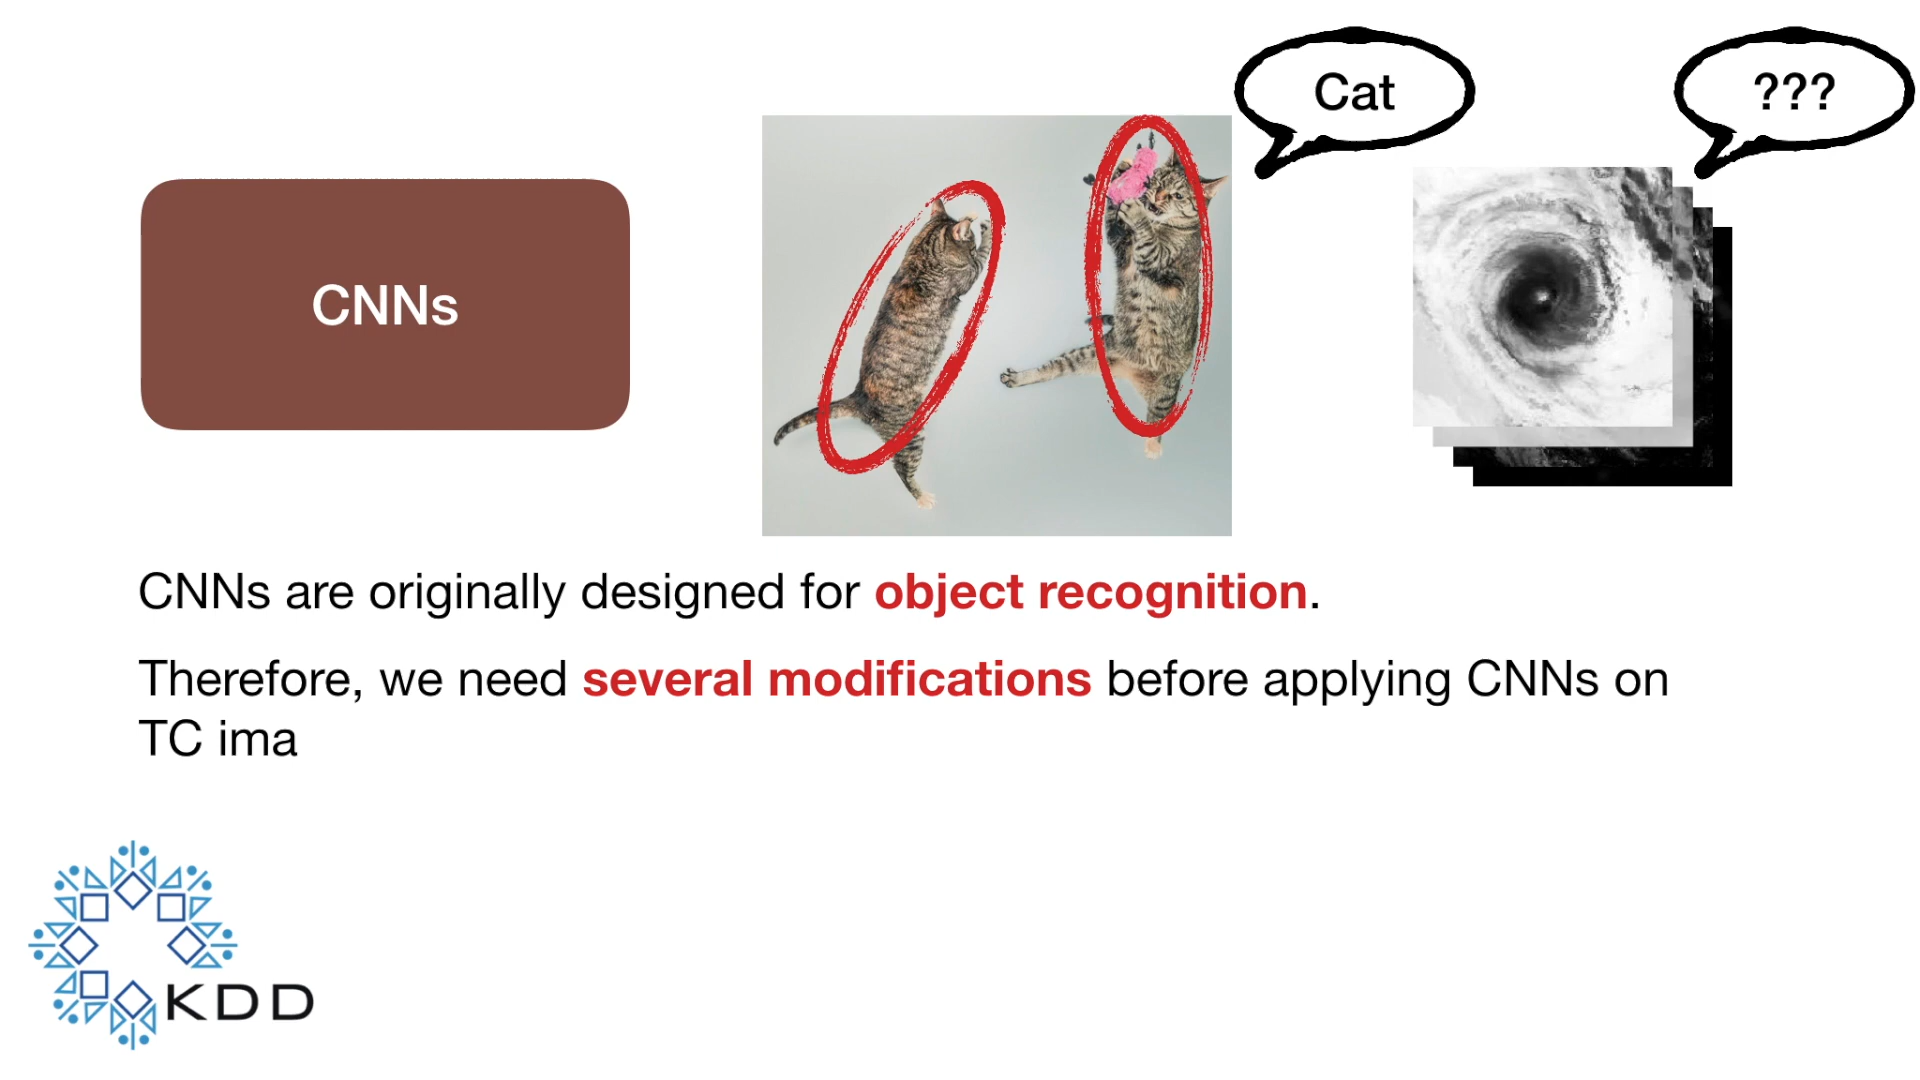 Cat
???
CNNs
CNNs are originally designed for object recognition.
Therefore, we need several modifications before applying CNNs on
TC ima
KDD